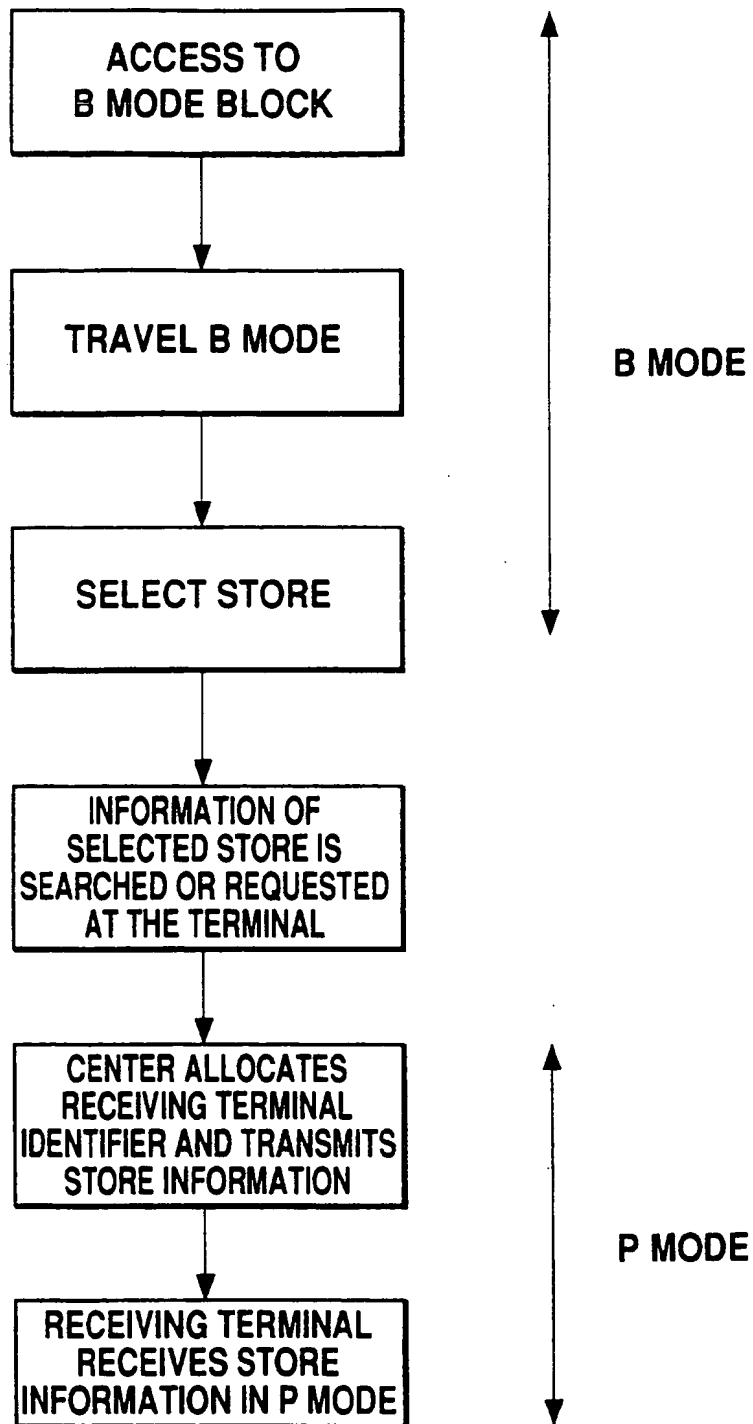 ACCESS TO
B MODE BLOCK
TRAVEL B MODE
B MODE
SELECT STORE
INFORMATION OF
SELECTED STORE IS
SEARCHED OR REQUESTED
AT THE TERMINAL
CENTER ALLOCATES
RECEIVING TERMINAL
IDENTIFIER AND TRANSMITS
STORE INFORMATION
P MODE
RECEIVING TERMINAL
RECEIVES STORE
INFORMATION IN P MODE